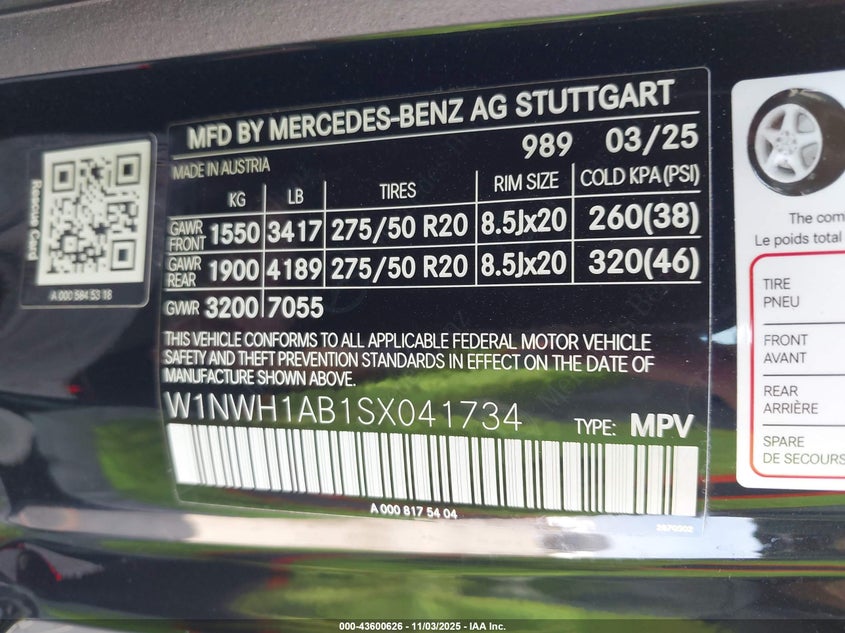 MFD BY MERCEDES-BENZ AG STUTTGART
989 03/25
MADE IN AUSTRIA
KG LB TIRES RIM SIZE COLD KPA (PSI)
GAWR FRONT 1550 3417 275/50 R20 8.5Jx20 260(38)
GAWR REAR 1900 4189 275/50 R20 8.5Jx20 320(46)
GVWR 3200 7055
THIS VEHICLE CONFORMS TO ALL APPLICABLE FEDERAL MOTOR VEHICLE
SAFETY AND THEFT PREVENTION STANDARDS IN EFFECT ON THE DATE OF
MANUFACTURE SHOWN ABOVE.
W1NWH1AB1SX041734 TYPE: MPV
A 000 817 54 04
Rescue Card
A 000 584 53 18
The com
Le poids total
TIRE
PNEU
FRONT
AVANT
REAR
ARRIÈRE
SPARE
DE SECOURS
000-43600626 - 11/03/2025 - IAA Inc.